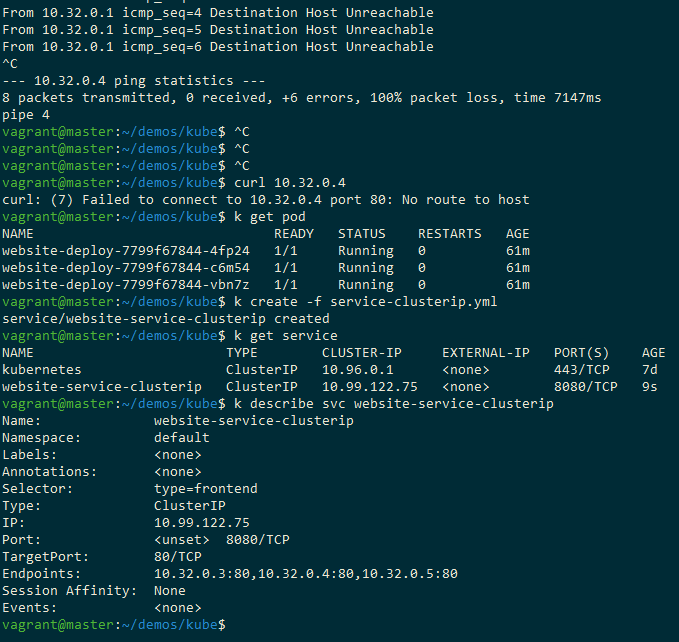 From 10.32.0.1 icmp_seq=4 Destination Host Unreachable
From 10.32.0.1 icmp_seq=5 Destination Host Unreachable
From 10.32.0.1 icmp_seq=6 Destination Host Unreachable
^C
--- 10.32.0.4 ping statistics ---
8 packets transmitted, 0 received, +6 errors, 100% packet loss, time 7147ms
pipe 4
vagrant@master:~/demos/kube$ ^C
vagrant@master:~/demos/kube$ ^C
vagrant@master:~/demos/kube$ ^C
vagrant@master:~/demos/kube$ curl 10.32.0.4
curl: (7) Failed to connect to 10.32.0.4 port 80: No route to host
vagrant@master:~/demos/kube$ k get pod
NAME                              READY   STATUS    RESTARTS   AGE
website-deploy-7799f67844-4fp24   1/1     Running   0          61m
website-deploy-7799f67844-c6m54   1/1     Running   0          61m
website-deploy-7799f67844-vbn7z   1/1     Running   0          61m
vagrant@master:~/demos/kube$ k create -f service-clusterip.yml
service/website-service-clusterip created
vagrant@master:~/demos/kube$ k get service
NAME                        TYPE        CLUSTER-IP     EXTERNAL-IP   PORT(S)    AGE
kubernetes                  ClusterIP   10.96.0.1      <none>        443/TCP    7d
website-service-clusterip   ClusterIP   10.99.122.75   <none>        8080/TCP   9s
vagrant@master:~/demos/kube$ k describe svc website-service-clusterip
Name:              website-service-clusterip
Namespace:         default
Labels:            <none>
Annotations:       <none>
Selector:          type=frontend
Type:              ClusterIP
IP:                10.99.122.75
Port:              <unset>  8080/TCP
TargetPort:        80/TCP
Endpoints:         10.32.0.3:80,10.32.0.4:80,10.32.0.5:80
Session Affinity:  None
Events:            <none>
vagrant@master:~/demos/kube$